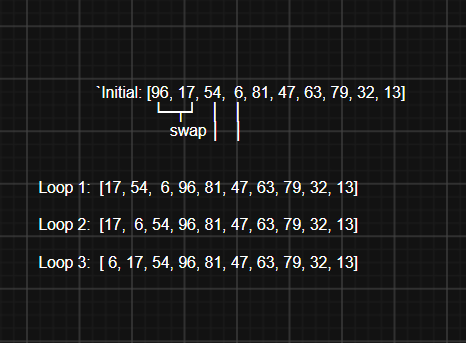 `Initial: [96, 17, 54,  6, 81, 47, 63, 79, 32, 13]
swap
Loop 1:  [17, 54,  6, 96, 81, 47, 63, 79, 32, 13]
Loop 2:  [17,  6, 54, 96, 81, 47, 63, 79, 32, 13]
Loop 3:  [ 6, 17, 54, 96, 81, 47, 63, 79, 32, 13]